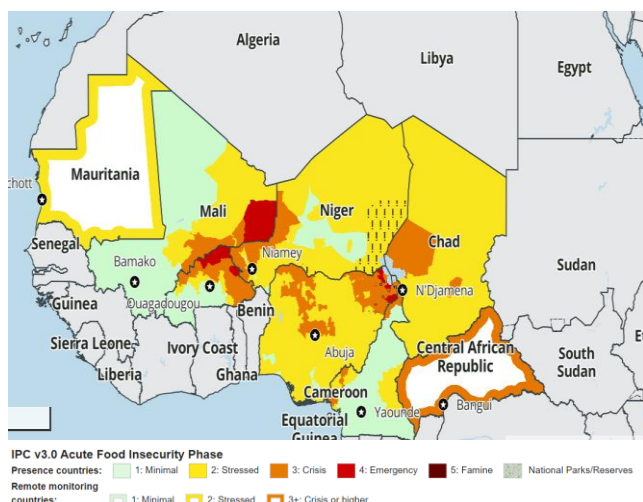 Algeria
Libya
Egypt
Mauritania
chott
Mali
Niger
Chad
Sudan
Senegal
Bamako
Niamey
N'Djamena
Ouagadougou
Guinea
Benin
Sierra Leone
Ivory Coast
Abuja
Central African
Republic
South
Sudan
Liberia
Ghana
Cameroon
Yaounde
Bangui
Equatorial
Guinea
IPC v3.0 Acute Food Insecurity Phase
Presence countries: 1: Minimal 2: Stressed 3: Crisis 4: Emergency 5: Famine National Parks/Reserves
Remote monitoring
countries: 1: Minimal 2: Stressed 3+: Crisis or higher